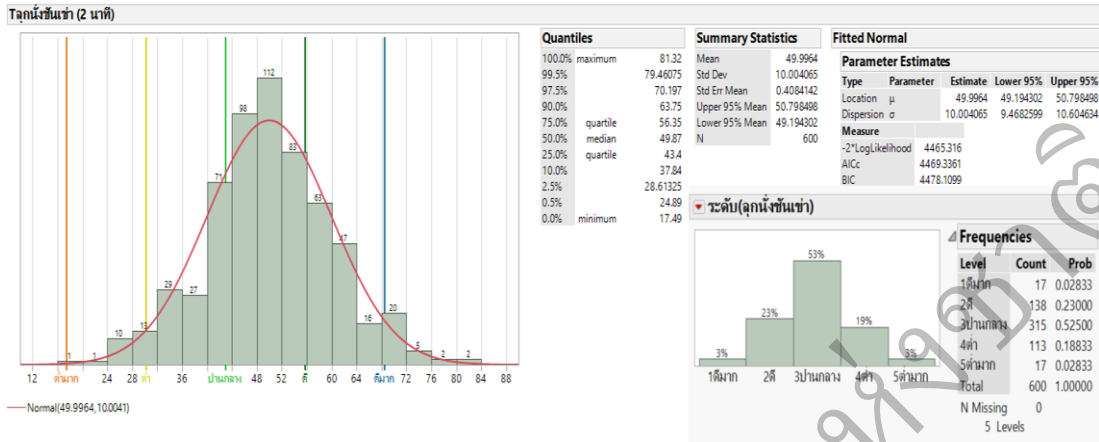 Tลุกนั่งชันเข่า (2 นาที)
112
98
83
71
63
47
29
27
10
13
16
20
1
1
5
2
2
12 ต่ำมาก 24 28 ต่ำ 36 ปานกลาง 48 52 ดี 60 64 ดีมาก 72 76 80 84 88
Normal(49.9964,10.0041)
Quantiles
100.0% maximum 81.32
99.5% 79.46075
97.5% 70.197
90.0% 63.75
75.0% quartile 56.35
50.0% median 49.87
25.0% quartile 43.4
10.0% 37.84
2.5% 28.61325
0.5% 24.89
0.0% minimum 17.49
Summary Statistics
Mean 49.9964
Std Dev 10.004065
Std Err Mean 0.4084142
Upper 95% Mean 50.798498
Lower 95% Mean 49.194302
N 600
Fitted Normal
Parameter Estimates
Type Parameter Estimate Lower 95% Upper 95%
Location μ 49.9964 49.194302 50.798498
Dispersion σ 10.004065 9.4682599 10.604634
Measure
-2*LogLikelihood 4465.316
AICc 4469.3361
BIC 4478.1099
ระดับ(ลุกนั่งชันเข่า)
53%
23%
19%
3%
3%
1ดีมาก 2ดี 3ปานกลาง 4ต่ำ 5ต่ำมาก
Frequencies
Level Count Prob
1ดีมาก 17 0.02833
2ดี 138 0.23000
3ปานกลาง 315 0.52500
4ต่ำ 113 0.18833
5ต่ำมาก 17 0.02833
Total 600 1.00000
N Missing 0
5 Levels